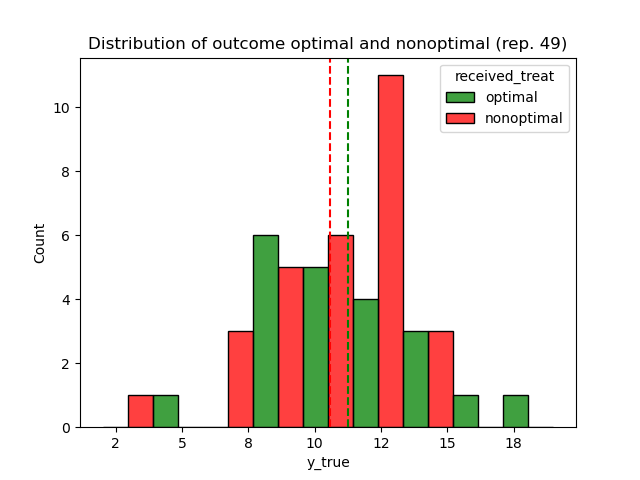 Distribution of outcome optimal and nonoptimal (rep. 49)
received_treat
optimal
nonoptimal
10
8
6
4
2
0
Count
2 5 8 10 12 15 18
y_true